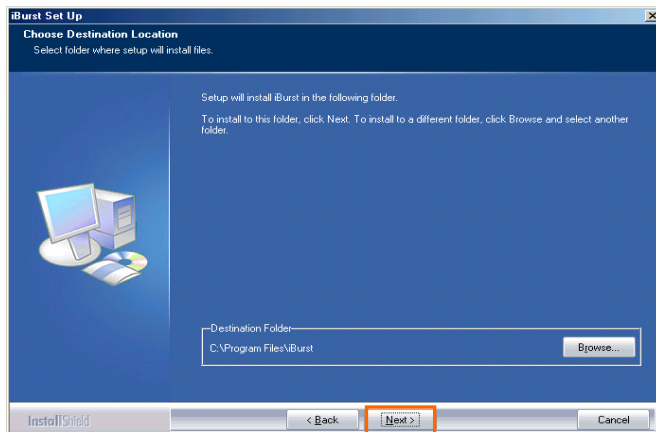 iBurst Set Up
Choose Destination Location
Select folder where setup will install files.
Setup will install iBurst in the following folder.
To install to this folder, click Next. To install to a different folder, click Browse and select another
folder.
Destination Folder
C:\Program Files\iBurst
Browse...
InstallShield
< Back
Next >
Cancel